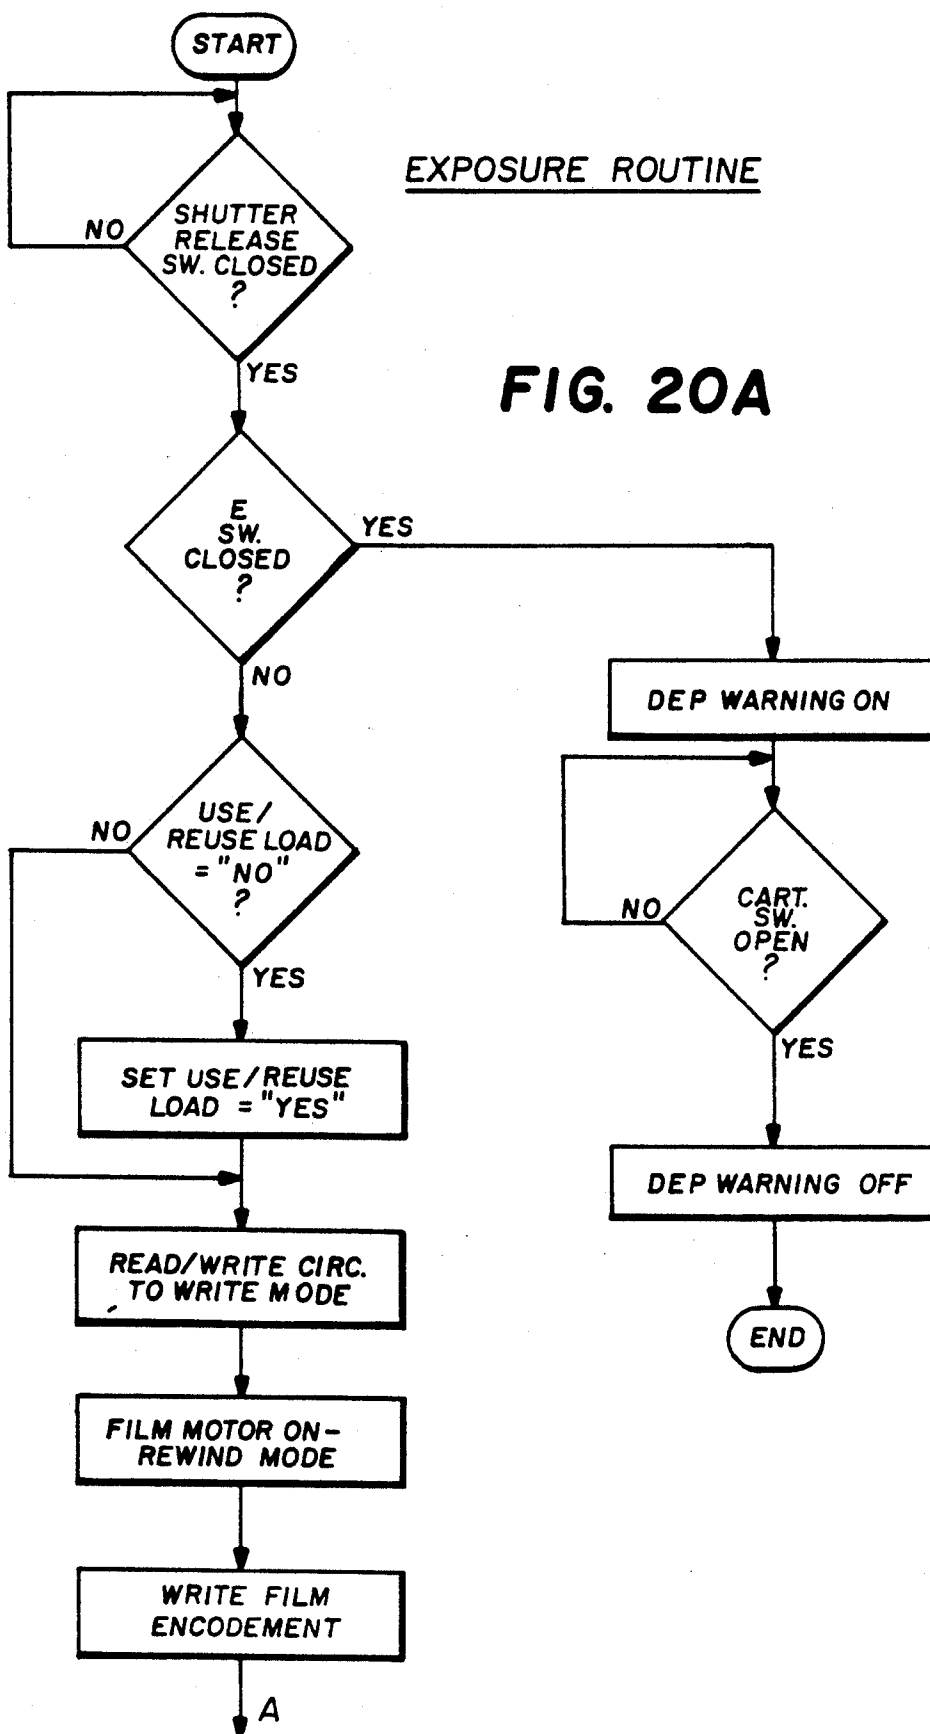 START
EXPOSURE ROUTINE
SHUTTER
RELEASE
SW. CLOSED
?
NO
YES
FIG. 20A
E
SW.
CLOSED
?
YES
NO
DEP WARNING ON
USE/
REUSE LOAD
= "NO"
?
NO
YES
CART.
SW.
OPEN
?
NO
YES
SET USE/REUSE
LOAD = "YES"
DEP WARNING OFF
READ/WRITE CIRC.
TO WRITE MODE
END
FILM MOTOR ON-
REWIND MODE
WRITE FILM
ENCODEMENT
A